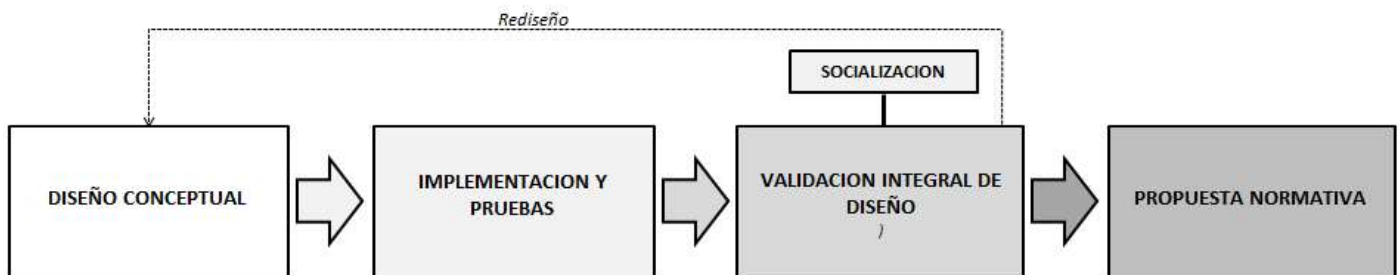 Rediseño
SOCIALIZACION
DISEÑO CONCEPTUAL
IMPLEMENTACION Y
PRUEBAS
VALIDACION INTEGRAL DE
DISEÑO
)
PROPUESTA NORMATIVA